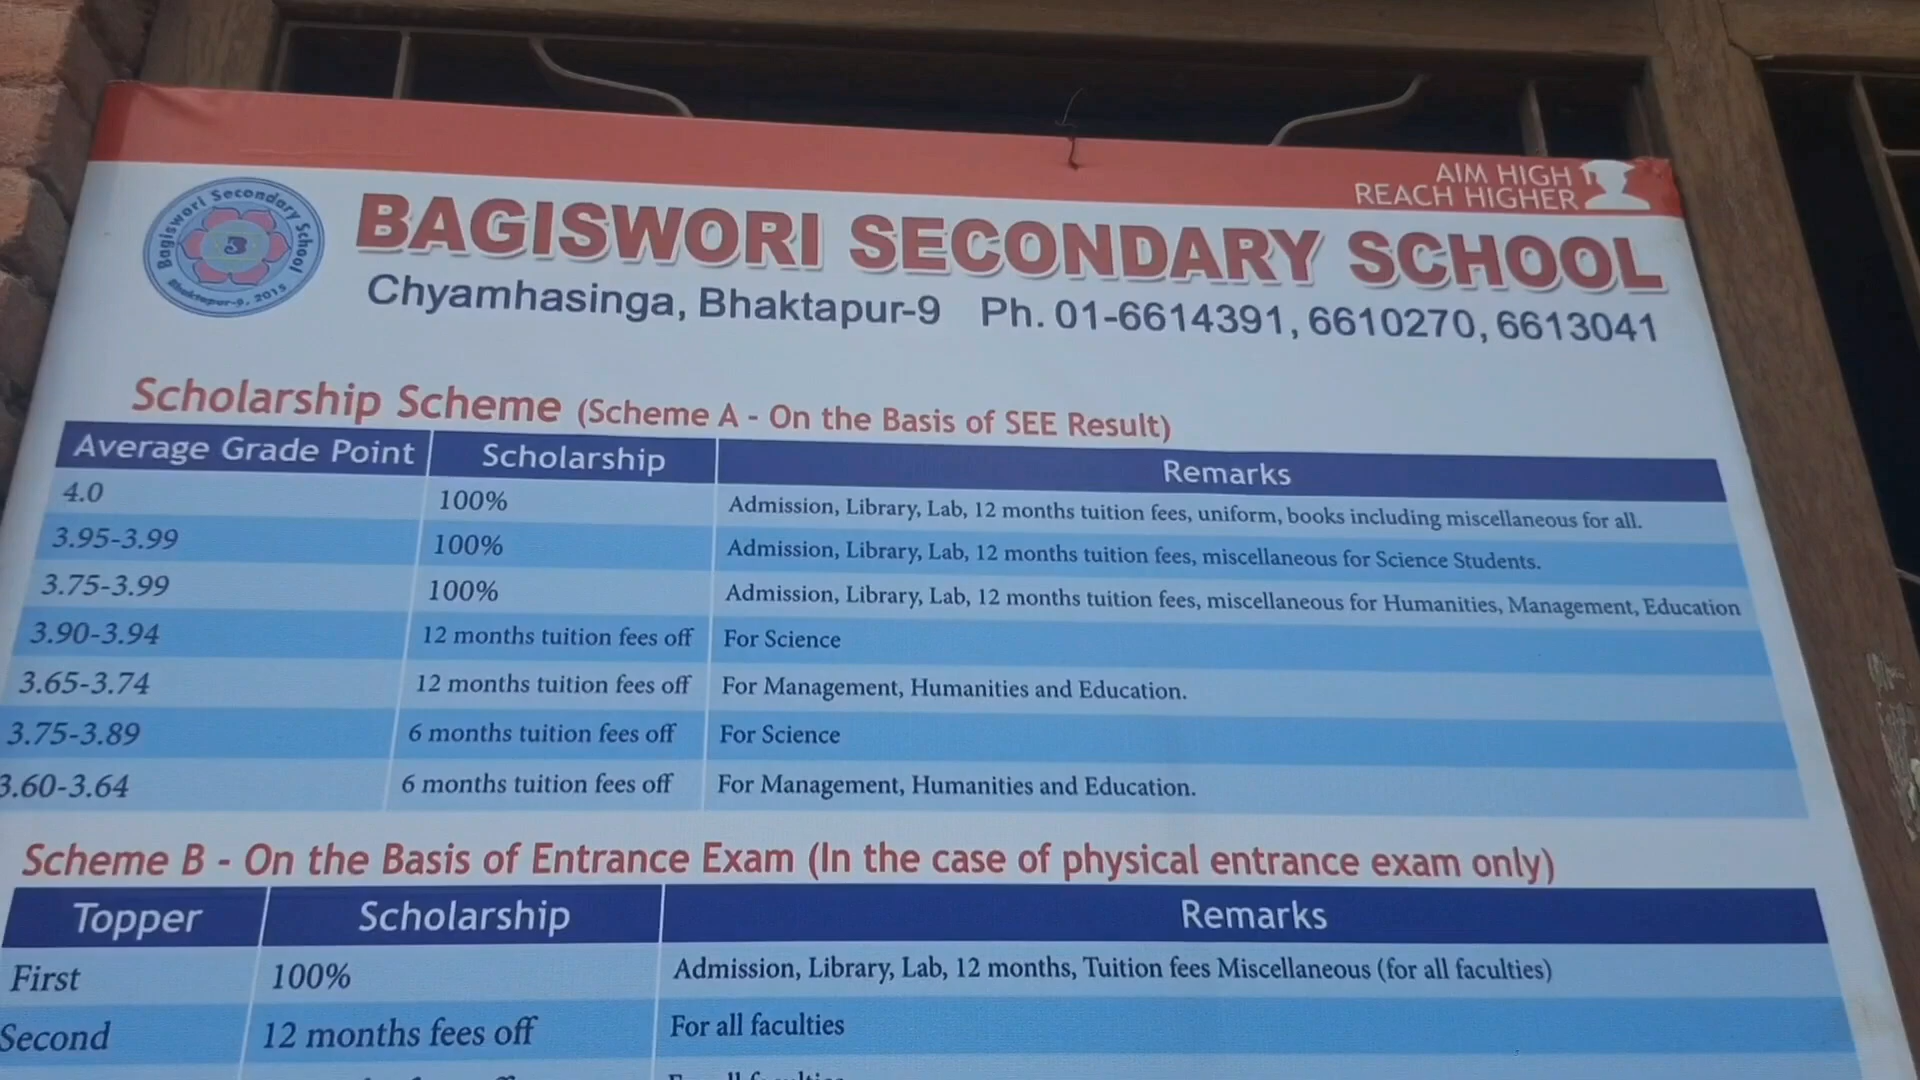 AIM HIGH
REACH HIGHER
Bagiswori Secondary School
Bhaktapur-9, 2015
BAGISWORI SECONDARY SCHOOL
Chyamhasinga, Bhaktapur-9 Ph. 01-6614391, 6610270, 6613041
Scholarship Scheme (Scheme A - On the Basis of SEE Result)
Average Grade Point Scholarship Remarks
4.0 100% Admission, Library, Lab, 12 months tuition fees, uniform, books including miscellaneous for all.
3.95-3.99 100% Admission, Library, Lab, 12 months tuition fees, miscellaneous for Science Students.
3.75-3.99 100% Admission, Library, Lab, 12 months tuition fees, miscellaneous for Humanities, Management, Education
3.90-3.94 12 months tuition fees off For Science
3.65-3.74 12 months tuition fees off For Management, Humanities and Education.
3.75-3.89 6 months tuition fees off For Science
3.60-3.64 6 months tuition fees off For Management, Humanities and Education.
Scheme B - On the Basis of Entrance Exam (In the case of physical entrance exam only)
Topper Scholarship Remarks
First 100% Admission, Library, Lab, 12 months, Tuition fees Miscellaneous (for all faculties)
Second 12 months fees off For all faculties